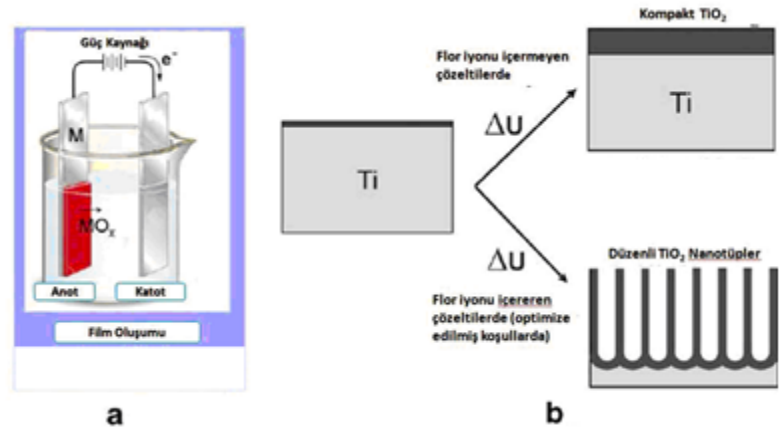 Güç Kaynağı
e⁻
M
MOₓ
Anot
Katot
Film Oluşumu
a
Ti
Flor iyonu içermeyen
çözeltilerde
ΔU
Kompakt TiO₂
Ti
ΔU
Flor iyonu içereren
çözeltilerde (optimize
edilmiş koşullarda)
Düzenli TiO₂ Nanotüpler
b